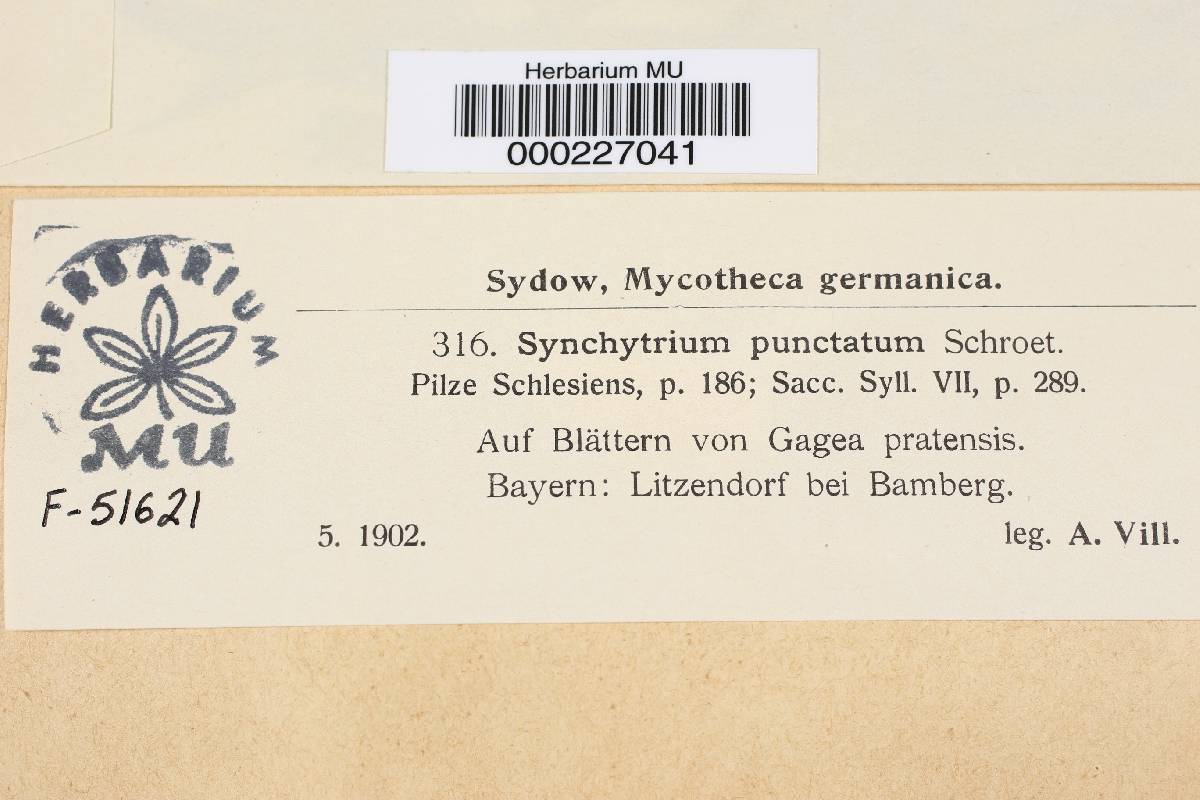 Herbarium MU
000227041
HERBARIUM
MU
F-51621
Sydow, Mycotheca germanica.
316. Synchytrium punctatum Schroet.
Pilze Schlesiens, p. 186; Sacc. Syll. VII, p. 289.
Auf Blättern von Gagea pratensis.
Bayern: Litzendorf bei Bamberg.
5. 1902. leg. A. Vill.